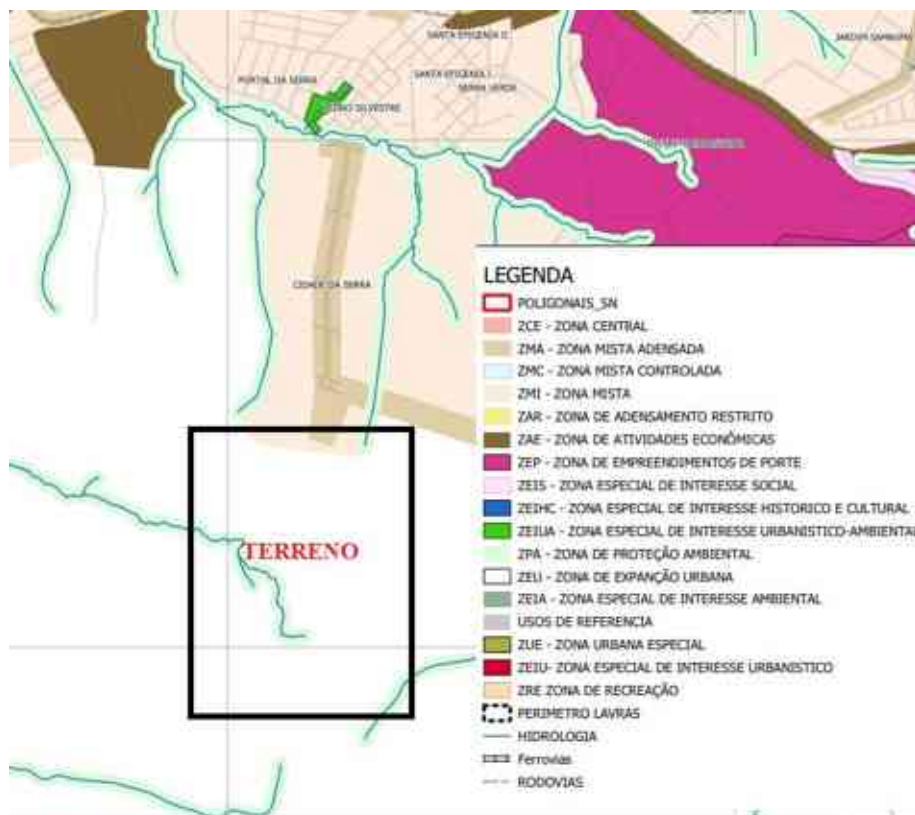 SANTA EFIGENIA II
JARDIM SAMBURAI
PORTAL DA SERRA
SANTA EFIGENIA I
SERRA VERDE
SILVESTRE
CIDADE DA SERRA
TERRENO
LEGENDA
POLIGONAIS_SN
ZCE - ZONA CENTRAL
ZMA - ZONA MISTA ADENSADA
ZMC - ZONA MISTA CONTROLADA
ZMI - ZONA MISTA
ZAR - ZONA DE ADENSAMENTO RESTRITO
ZAE - ZONA DE ATIVIDADES ECONÔMICAS
ZEP - ZONA DE EMPREENDIMENTOS DE PORTE
ZEIS - ZONA ESPECIAL DE INTERESSE SOCIAL
ZEIHC - ZONA ESPECIAL DE INTERESSE HISTORICO E CULTURAL
ZEIUA - ZONA ESPECIAL DE INTERESSE URBANISTICO-AMBIENTAL
ZPA - ZONA DE PROTEÇÃO AMBIENTAL
ZEU - ZONA DE EXPANÇÃO URBANA
ZEIA - ZONA ESPECIAL DE INTERESSE AMBIENTAL
USOS DE REFERENCIA
ZUE - ZONA URBANA ESPECIAL
ZEIU- ZONA ESPECIAL DE INTERESSE URBANISTICO
ZRE ZONA DE RECREAÇÃO
PERIMETRO LAVRAS
HIDROLOGIA
Ferrovias
RODOVIAS